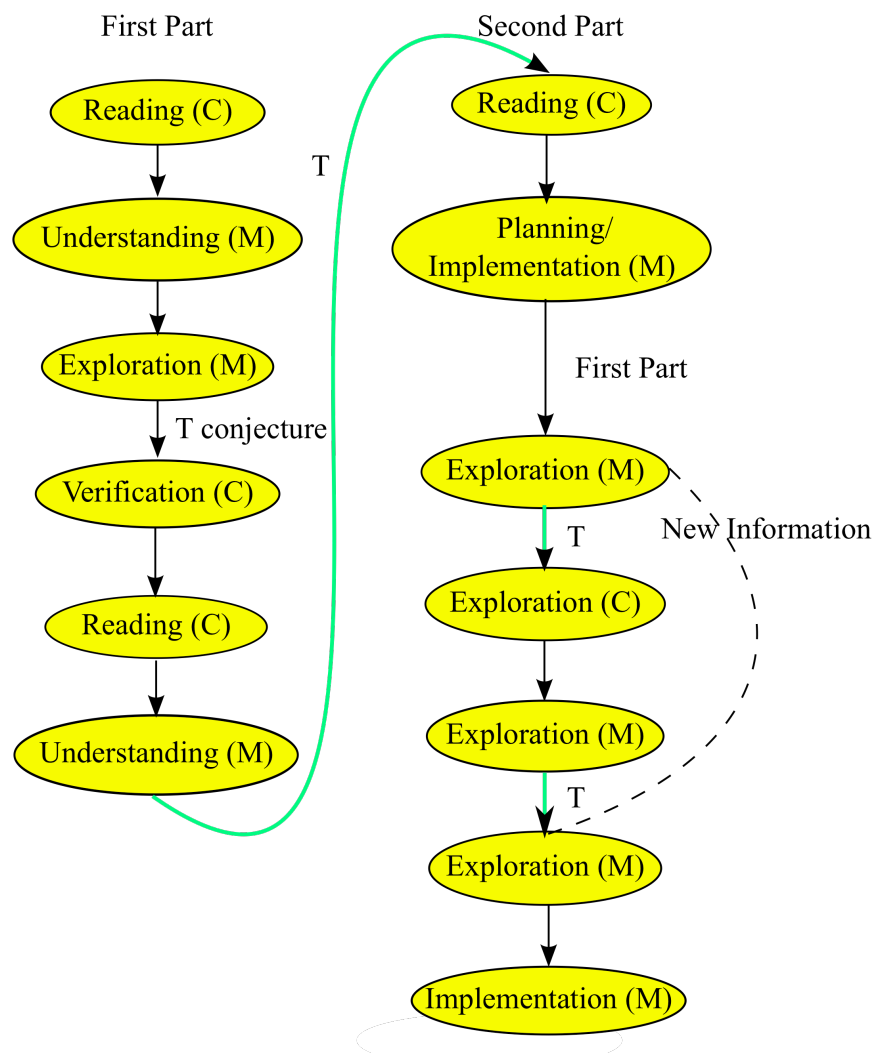 First Part
Reading (C)
Understanding (M)
Exploration (M)
T conjecture
Verification (C)
Reading (C)
Understanding (M)
T
Second Part
Reading (C)
Planning/
Implementation (M)
First Part
Exploration (M)
New Information
T
Exploration (C)
Exploration (M)
T
Exploration (M)
Implementation (M)